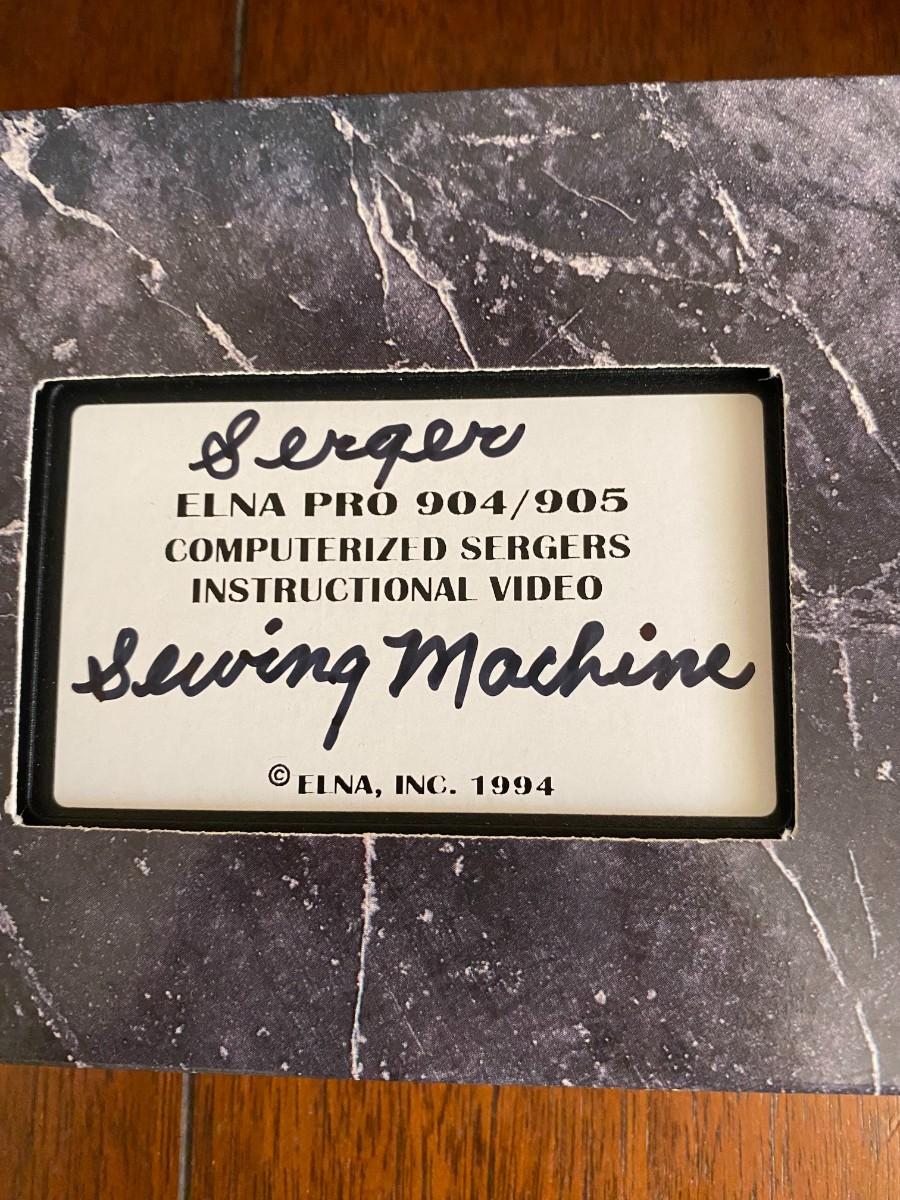 Serger
ELNA PRO 904/905
COMPUTERIZED SERGERS
INSTRUCTIONAL VIDEO
Sewing Machine
© ELNA, INC. 1994